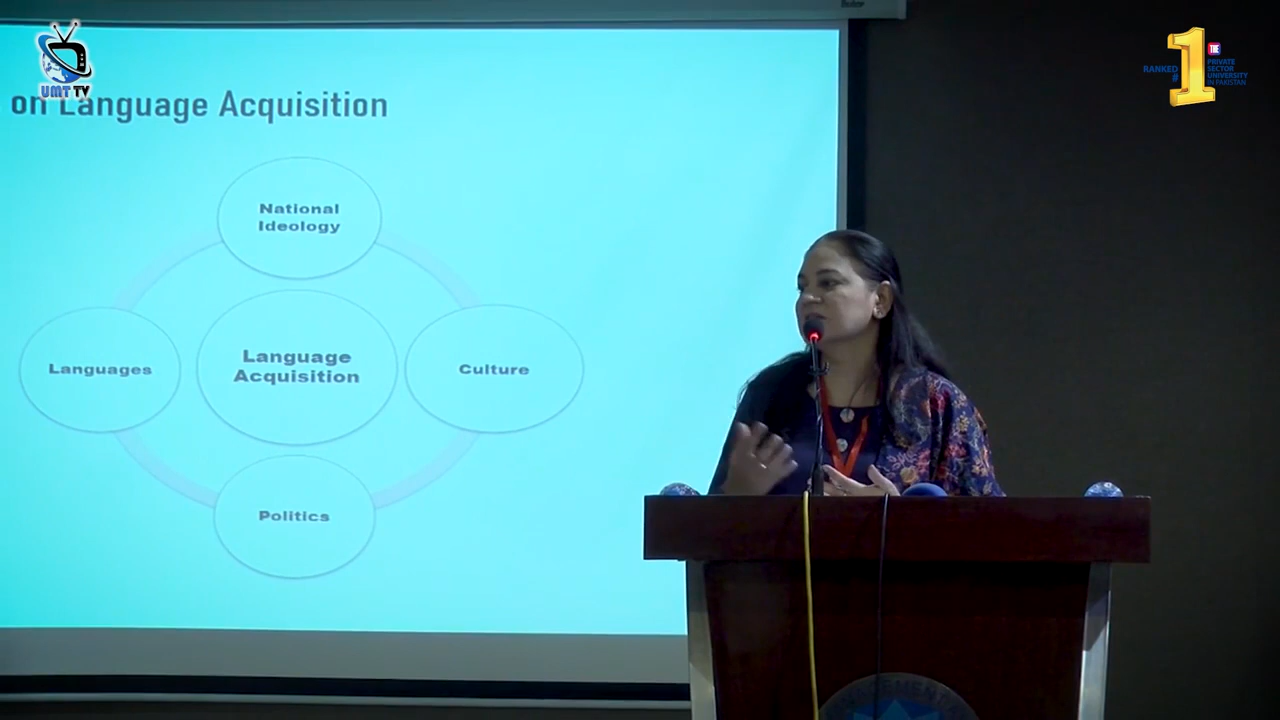 UMT TV
on Language Acquisition
National
Ideology
Languages
Language
Acquisition
Culture
Politics
RANKED
#
1
THE
PRIVATE
SECTOR
UNIVERSITY
IN PAKISTAN